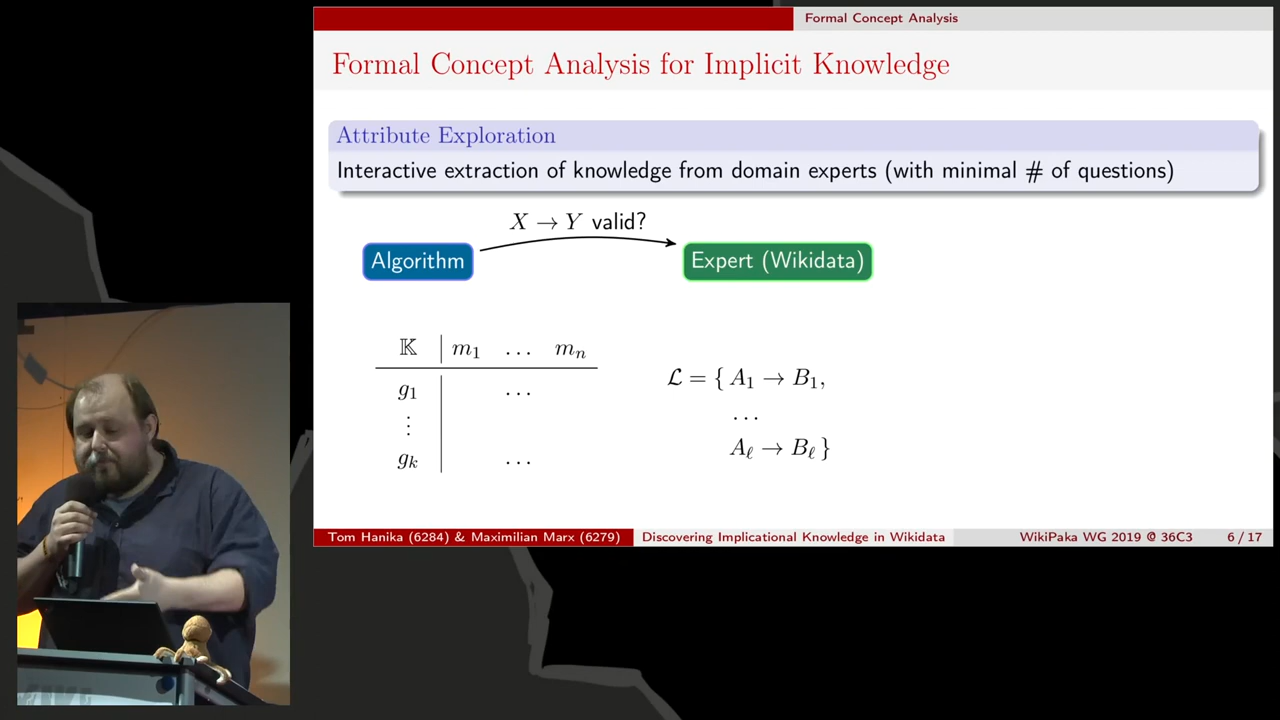 Formal Concept Analysis
Formal Concept Analysis for Implicit Knowledge
Attribute Exploration
Interactive extraction of knowledge from domain experts (with minimal # of questions)
X → Y valid?
Algorithm
Expert (Wikidata)
𝕂 m₁ … mₙ
g₁ …
⋮
gₖ …
ℒ = { A₁ → B₁,
…
A_ℓ → B_ℓ }
Tom Hanika (6284) & Maximilian Marx (6279) Discovering Implicational Knowledge in Wikidata WikiPaka WG 2019 @ 36C3 6 / 17